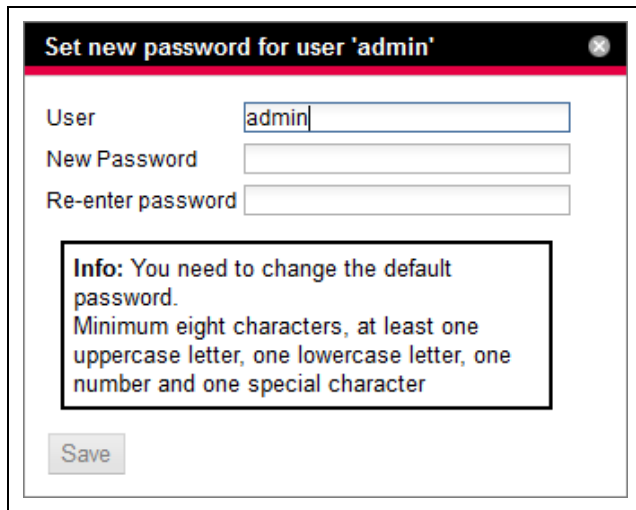 Set new password for user 'admin'
User admin
New Password
Re-enter password
Info: You need to change the default
password.
Minimum eight characters, at least one
uppercase letter, one lowercase letter, one
number and one special character
Save